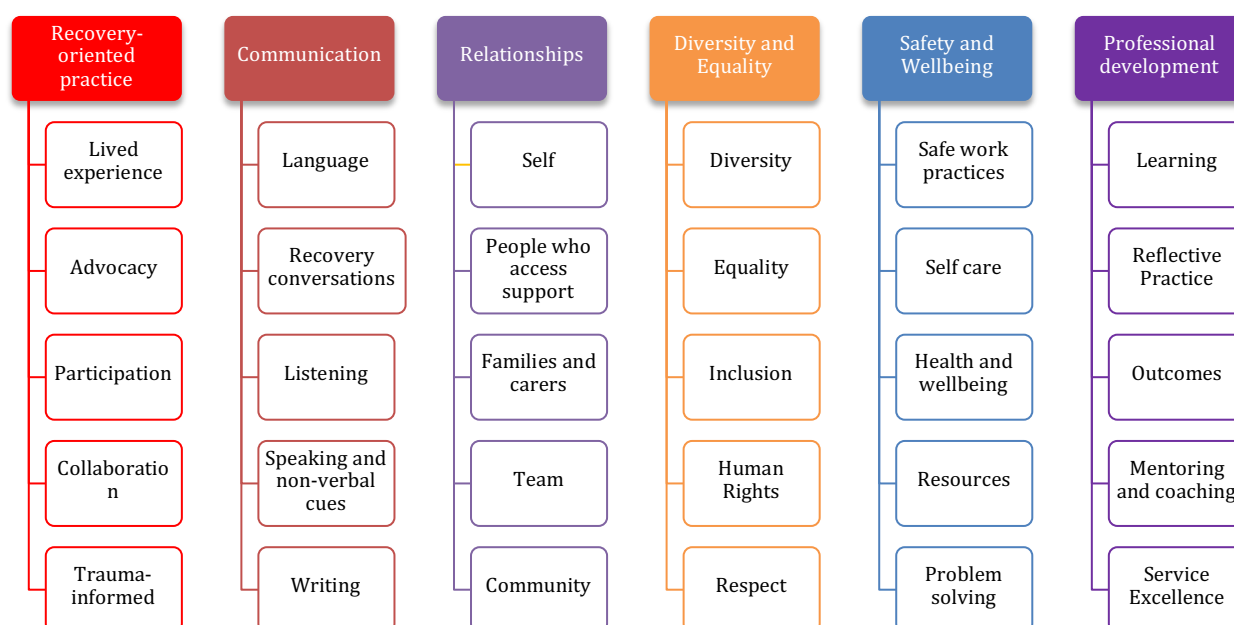 Recovery-
oriented
practice
Lived
experience
Advocacy
Participation
Collaboratio
n
Trauma-
informed
Communication
Language
Recovery
conversations
Listening
Speaking and
non-verbal
cues
Writing
Relationships
Self
People who
access
support
Families and
carers
Team
Community
Diversity and
Equality
Diversity
Equality
Inclusion
Human
Rights
Respect
Safety and
Wellbeing
Safe work
practices
Self care
Health and
wellbeing
Resources
Problem
solving
Professional
development
Learning
Reflective
Practice
Outcomes
Mentoring
and coaching
Service
Excellence